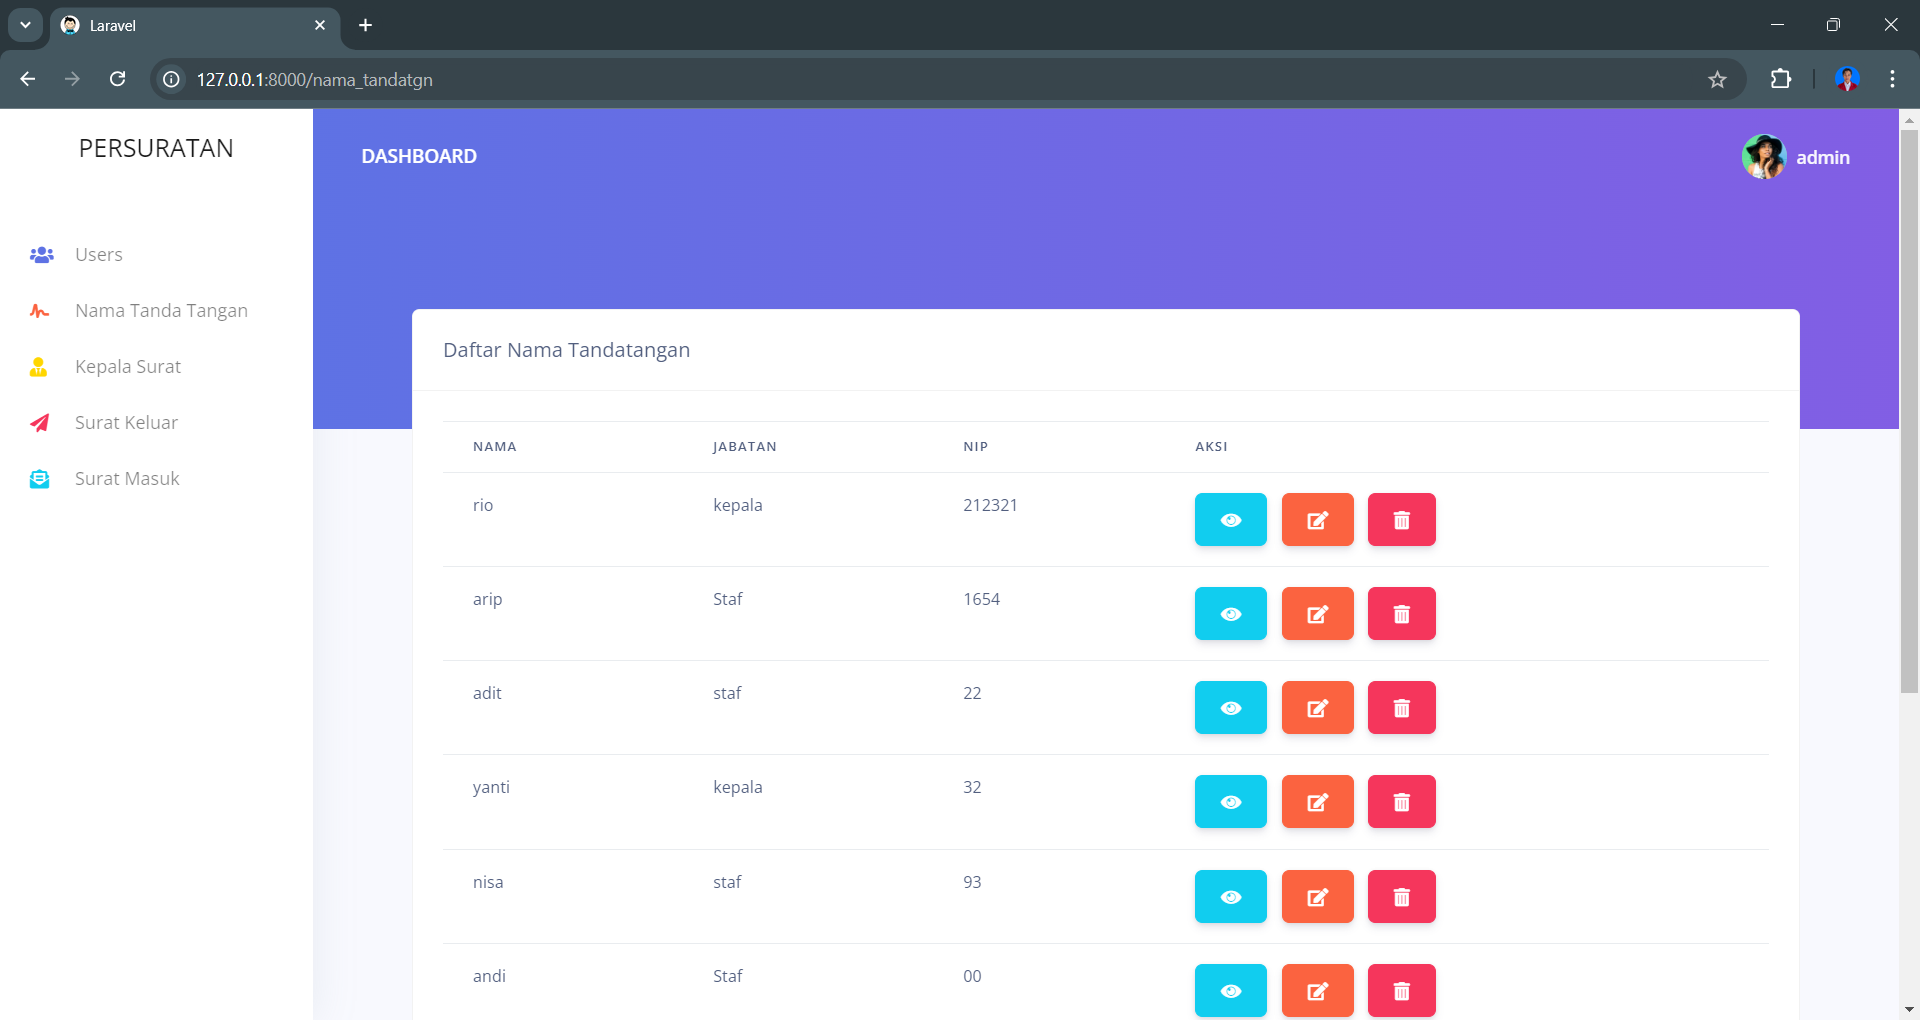 Laravel
127.0.0.1:8000/nama_tandatgn
PERSURATAN
DASHBOARD
admin
Users
Nama Tanda Tangan
Kepala Surat
Surat Keluar
Surat Masuk
Daftar Nama Tandatangan
NAMA JABATAN NIP AKSI
rio kepala 212321
arip Staf 1654
adit staf 22
yanti kepala 32
nisa staf 93
andi Staf 00